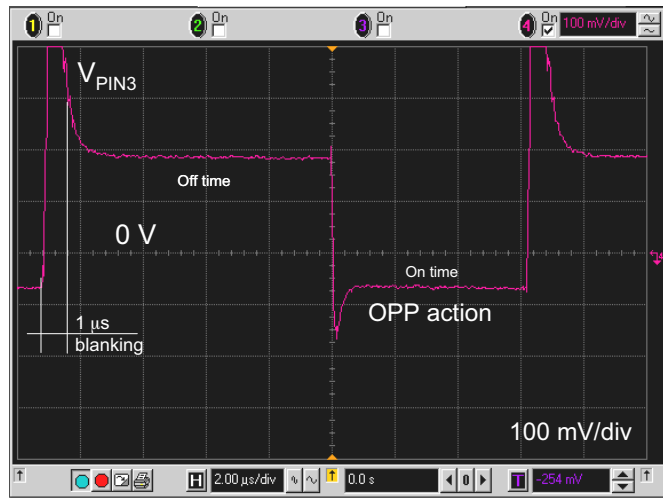 1 On 2 On 3 On 4 On 100 mV/div
VPIN3
Off time
0 V
4
On time
OPP action
1 μs
blanking
100 mV/div
H 2.00 μs/div 0.0 s 0 T -254 mV